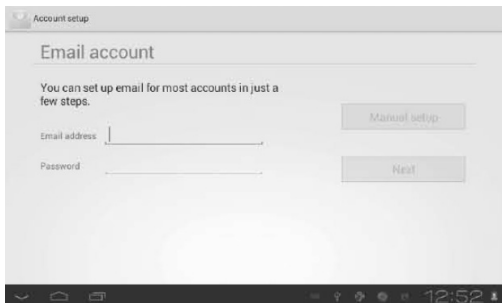 Account setup
Email account
You can set up email for most accounts in just a
few steps.
Manual setup
Email address
Password
Next
12:52